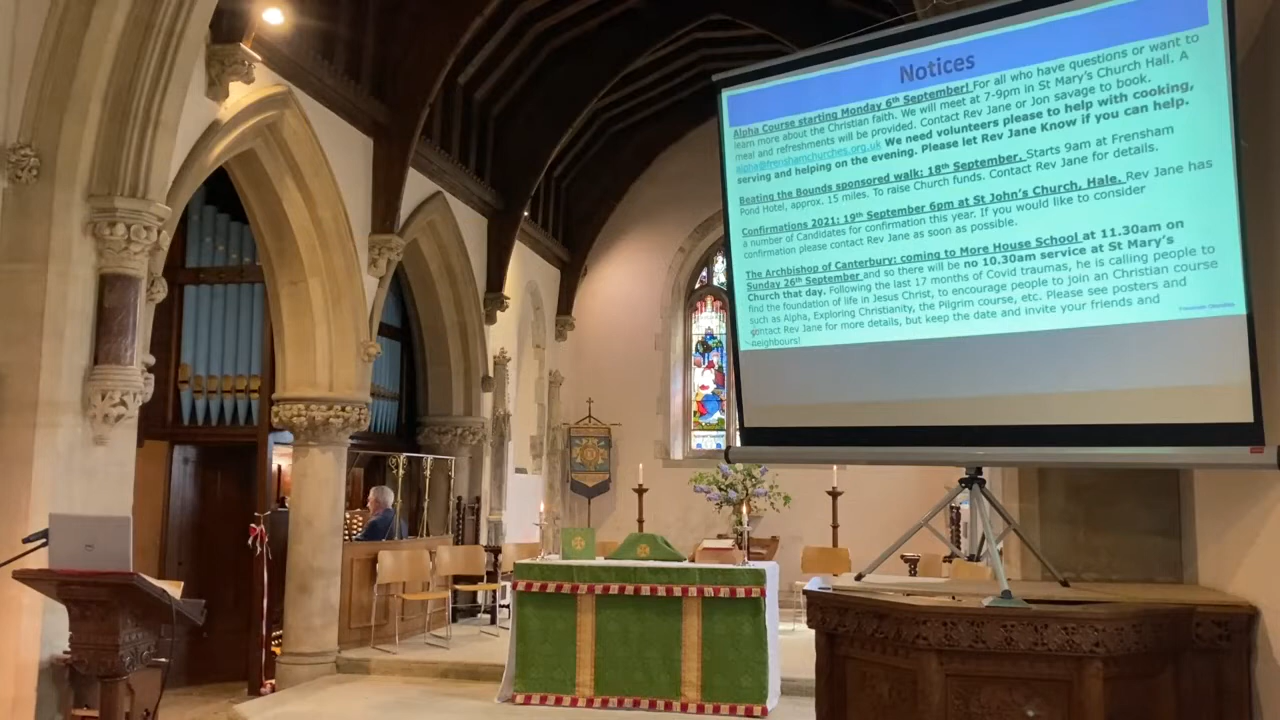 Notices
Alpha Course starting Monday 6th September! For all who have questions or want to
learn more about the Christian faith. We will meet at 7-9pm in St Mary's Church Hall. A
meal and refreshments will be provided. Contact Rev Jane or Jon savage to book.
alpha@frenshamchurches.org.uk We need volunteers please to help with cooking,
serving and helping on the evening. Please let Rev Jane Know if you can help.
Beating the Bounds sponsored walk: 18th September. Starts 9am at Frensham
Pond Hotel, approx. 15 miles. To raise Church funds. Contact Rev Jane for details.
Confirmations 2021: 19th September 6pm at St John's Church, Hale. Rev Jane has
a number of Candidates for confirmation this year. If you would like to consider
confirmation please contact Rev Jane as soon as possible.
The Archbishop of Canterbury: coming to More House School at 11.30am on
Sunday 26th September and so there will be no 10.30am service at St Mary's
Church that day. Following the last 17 months of Covid traumas, he is calling people to
find the foundation of life in Jesus Christ, to encourage people to join an Christian course
such as Alpha, Exploring Christianity, the Pilgrim course, etc. Please see posters and
contact Rev Jane for more details, but keep the date and invite your friends and
neighbours!
Frensham Churches